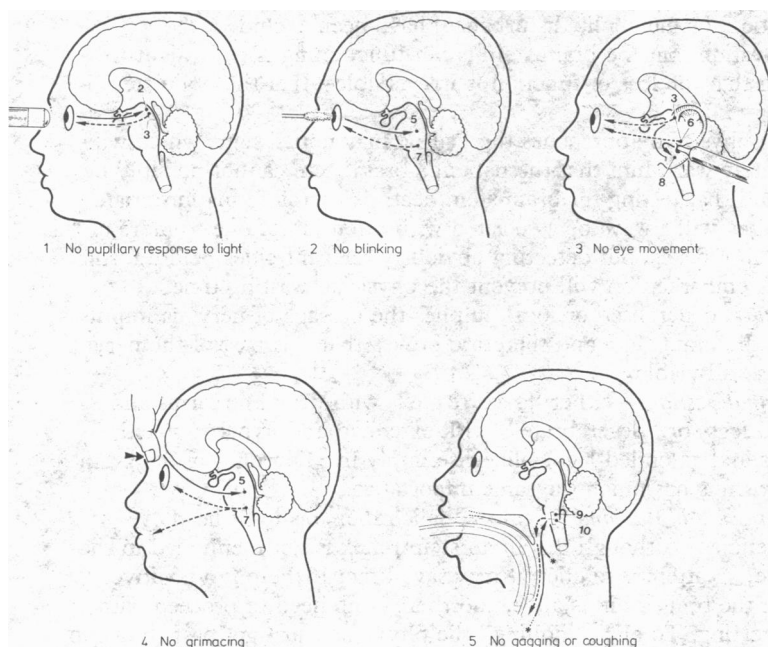 2
3
1 No pupillary response to light
5
7
2 No blinking
3
6
8
3 No eye movement
5
7
4 No grimacing
9
10
5 No gagging or coughing